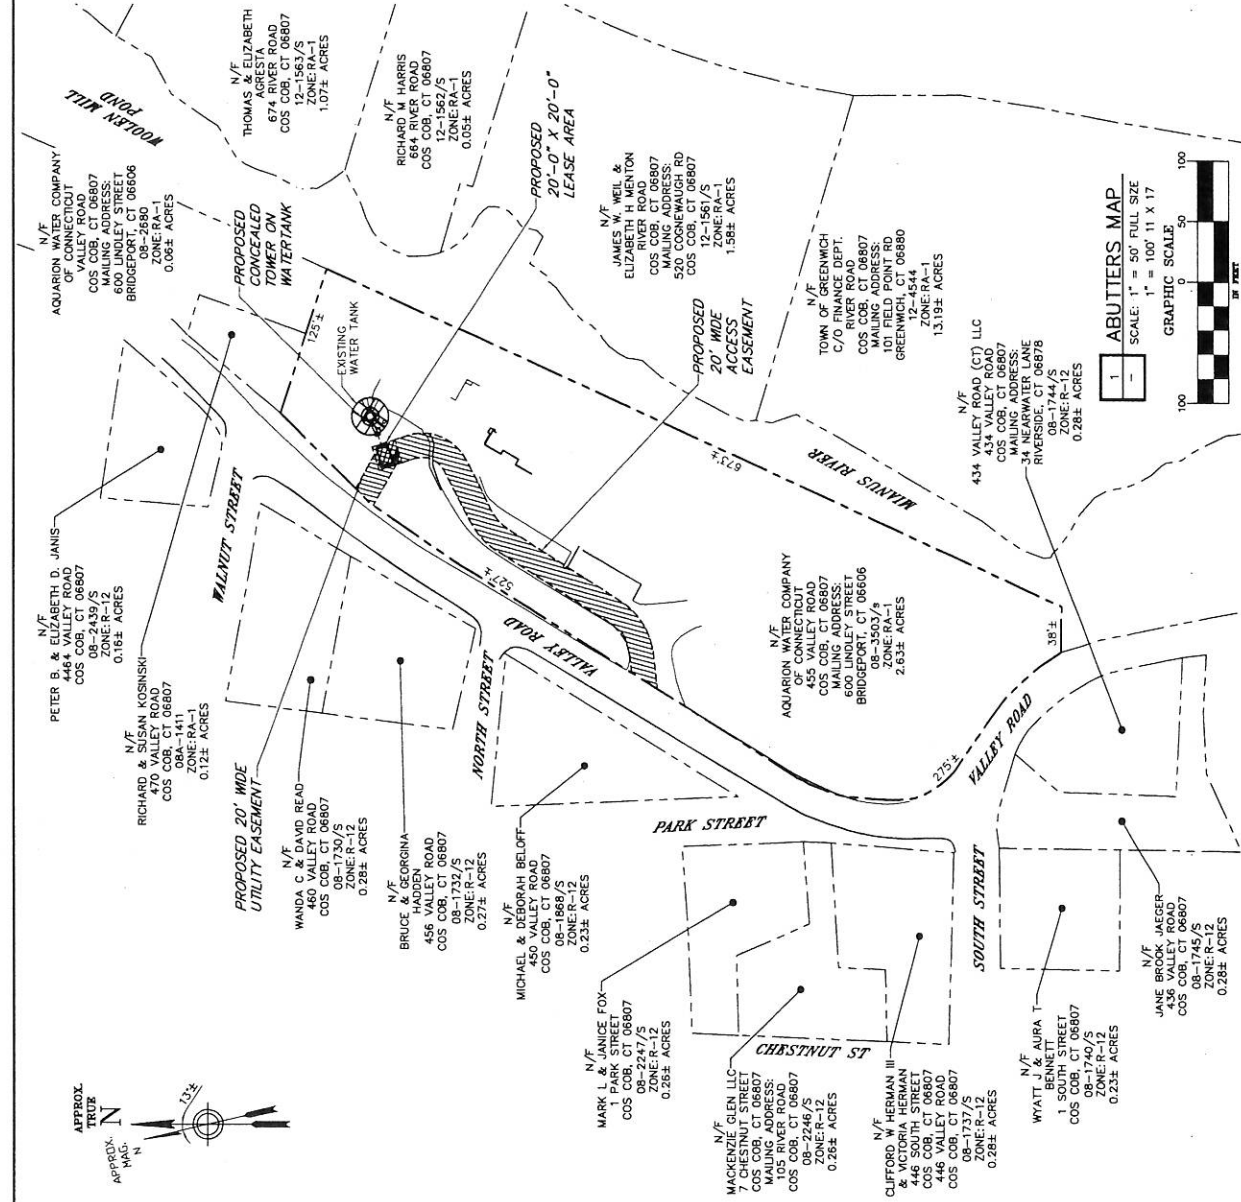 N/F
AQUARION WATER COMPANY
OF CONNECTICUT
VALLEY ROAD
COS COB, CT 06807
MAILING ADDRESS:
600 LINDLEY STREET
BRIDGEPORT, CT 06606
08-2680
ZONE:RA-1
0.06± ACRES
WOOLEN MILL
POND
N/F
THOMAS & ELIZABETH
AGRESTA
674 RIVER ROAD
COS COB, CT 06807
12-1563/S
ZONE:RA-1
1.07± ACRES
N/F
RICHARD M HARRIS
664 RIVER ROAD
COS COB, CT 06807
12-1562/S
ZONE:RA-1
0.05± ACRES
PROPOSED
CONCEALED
TOWER ON
WATERTANK
PROPOSED
20'-0" X 20'-0"
LEASE AREA
125'±
EXISTING
WATER TANK
N/F
JAMES W. WEIL &
ELIZABETH H MENTON
RIVER ROAD
COS COB, CT 06807
MAILING ADDRESS:
520 COGNEWAUGH RD
COS COB, CT 06807
12-1561/S
ZONE:RA-1
1.58± ACRES
PROPOSED
20' WIDE
ACCESS
EASEMENT
N/F
TOWN OF GREENWICH
C/O FINANCE DEPT.
RIVER ROAD
COS COB, CT 06807
MAILING ADDRESS:
101 FIELD POINT RD
GREENWICH, CT 06880
12-4544
ZONE:RA-1
13.19± ACRES
N/F
PETER B. & ELIZABETH D. JANIS
4464 VALLEY ROAD
COS COB, CT 06807
08-2439/S
ZONE:R-12
0.16± ACRES
N/F
RICHARD & SUSAN KOSINSKI
470 VALLEY ROAD
COS COB, CT 06807
08A-1411
ZONE:RA-1
0.12± ACRES
WALNUT STREET
PROPOSED 20' WIDE
UTILITY EASEMENT
N/F
WANDA C & DAVID READ
460 VALLEY ROAD
COS COB, CT 06807
08-1730/S
ZONE:R-12
0.28± ACRES
N/F
BRUCE & GEORGINA
HADDEN
456 VALLEY ROAD
COS COB, CT 06807
08-1732/S
ZONE:R-12
0.27± ACRES
NORTH STREET
527'±
VALLEY ROAD
673'±
MIANUS RIVER
N/F
MICHAEL & DEBORAH BELOFF
450 VALLEY ROAD
COS COB, CT 06807
08-1868/S
ZONE:R-12
0.23± ACRES
N/F
AQUARION WATER COMPANY
OF CONNECTICUT
455 VALLEY ROAD
COS COB, CT 06807
MAILING ADDRESS:
600 LINDLEY STREET
BRIDGEPORT, CT 06606
08-3503/s
ZONE:RA-1
2.63± ACRES
38'±
275'±
VALLEY ROAD
N/F
434 VALLEY ROAD (CT) LLC
434 VALLEY ROAD
COS COB, CT 06807
MAILING ADDRESS:
34 NEARWATER LANE
RIVERSIDE, CT 06878
08-1744/S
ZONE:R-12
0.28± ACRES
PARK STREET
SOUTH STREET
CHESTNUT ST
N/F
MARK L & JANICE FOX
1 PARK STREET
COS COB, CT 06807
08-2247/S
ZONE:R-12
0.26± ACRES
N/F
MACKENZIE GLEN LLC
7 CHESTNUT STREET
COS COB, CT 06807
MAILING ADDRESS:
105 RIVER ROAD
COS COB, CT 06807
08-2246/S
ZONE:R-12
0.26± ACRES
N/F
CLIFFORD W HERMAN III
& VICTORIA HERMAN
446 SOUTH STREET
COS COB, CT 06807
446 VALLEY ROAD
COS COB, CT 06807
08-1737/S
ZONE:R-12
0.28± ACRES
N/F
WYATT J & AURA T
BENNETT
1 SOUTH STREET
COS COB, CT 06807
08-1740/S
ZONE:R-12
0.23± ACRES
N/F
JANE BROOK JAEGER
436 VALLEY ROAD
COS COB, CT 06807
08-1745/S
ZONE:R-12
0.28± ACRES
APPROX.
TRUE
N
APPROX.
MAG.
N
13'±
1
-
ABUTTERS MAP
SCALE: 1" = 50' FULL SIZE
1" = 100' 11 X 17
GRAPHIC SCALE
100 0 50 100
IN FEET